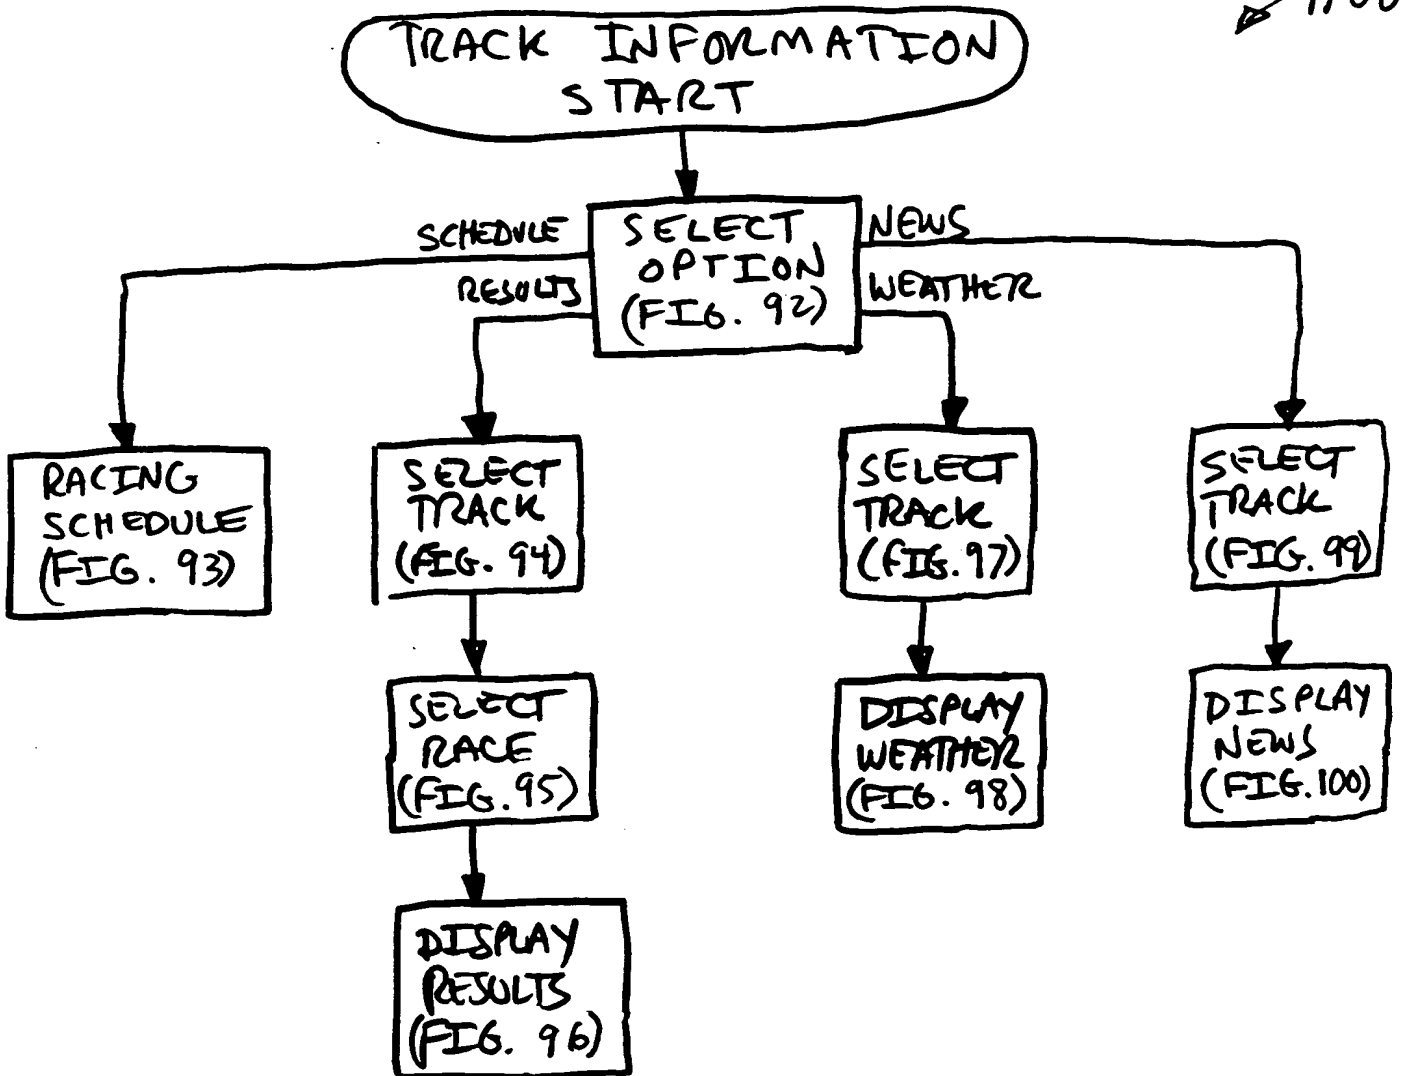 TRACK INFORMATION
START
SCHEDULE
RESULTS
SELECT
OPTION
(FIG. 92)
NEWS
WEATHER
RACING
SCHEDULE
(FIG. 93)
SELECT
TRACK
(FIG. 94)
SELECT
TRACK
(FIG. 97)
SELECT
TRACK
(FIG. 99)
SELECT
RACE
(FIG. 95)
DISPLAY
WEATHER
(FIG. 98)
DISPLAY
NEWS
(FIG. 100)
DISPLAY
RESULTS
(FIG. 96)